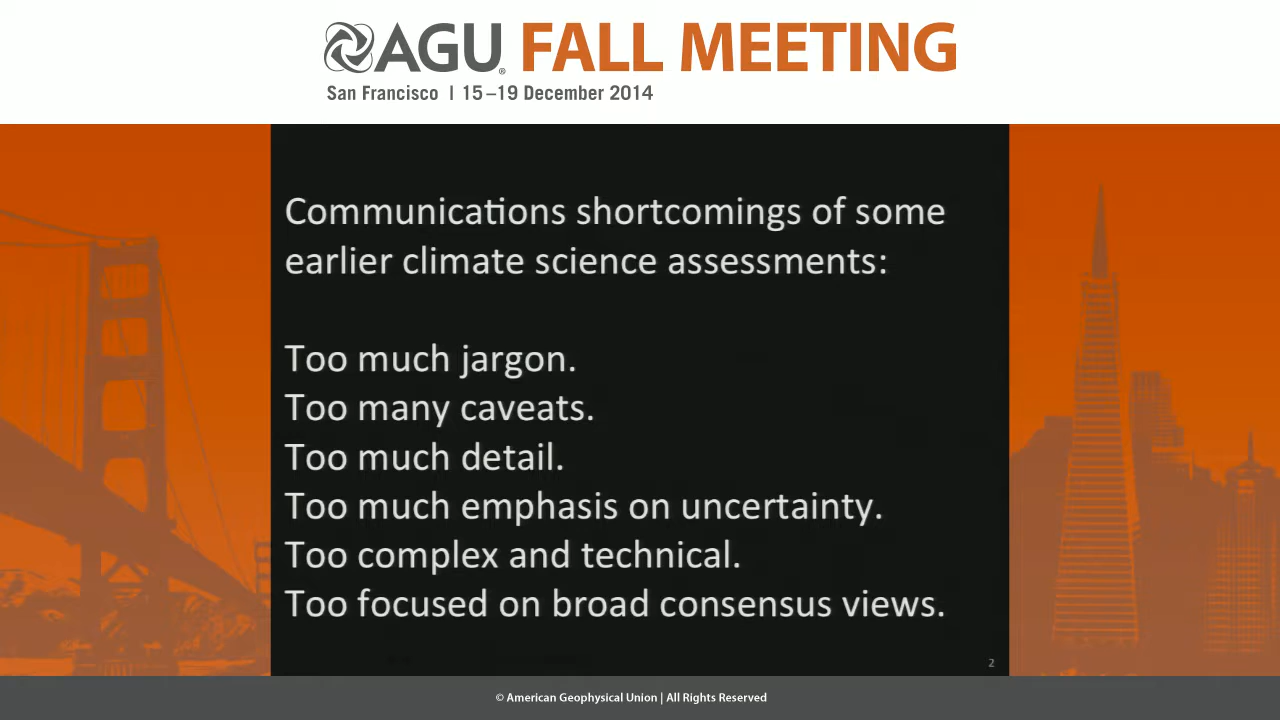 AGU® FALL MEETING
San Francisco | 15–19 December 2014
Communications shortcomings of some
earlier climate science assessments:
Too much jargon.
Too many caveats.
Too much detail.
Too much emphasis on uncertainty.
Too complex and technical.
Too focused on broad consensus views.
2
© American Geophysical Union | All Rights Reserved